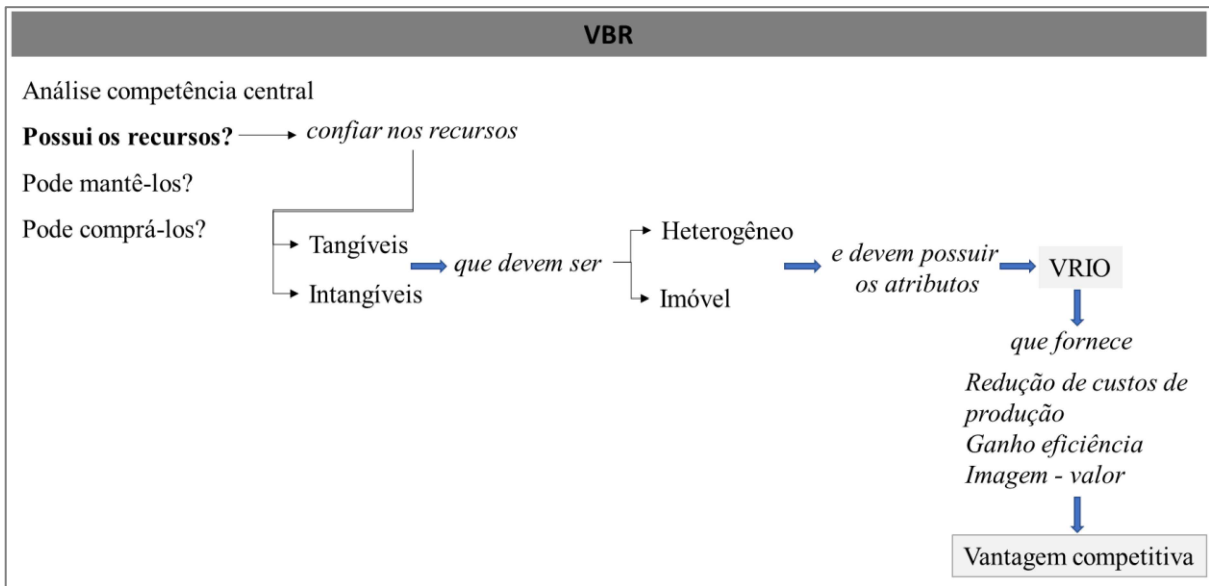 VBR
Análise competência central
Possui os recursos?
confiar nos recursos
Pode mantê-los?
Pode comprá-los?
Tangíveis
Intangíveis
que devem ser
Heterogêneo
Imóvel
e devem possuir
os atributos
VRIO
que fornece
Redução de custos de
produção
Ganho eficiência
Imagem - valor
Vantagem competitiva